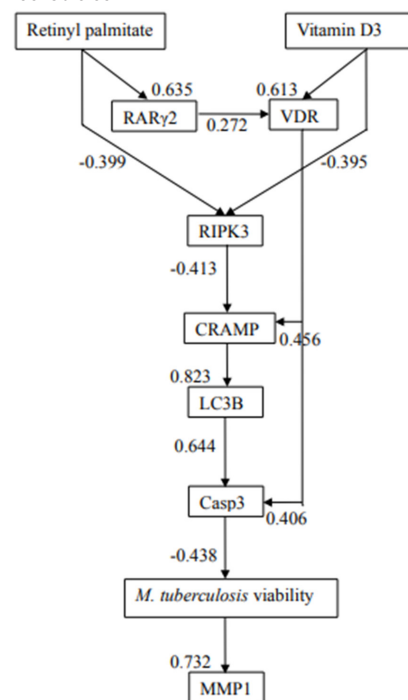 Retinyl palmitate
Vitamin D3
0.635
0.613
RARγ2
VDR
0.272
-0.399
-0.395
RIPK3
-0.413
CRAMP
0.456
0.823
LC3B
0.644
Casp3
0.406
-0.438
M. tuberculosis viability
0.732
MMP1